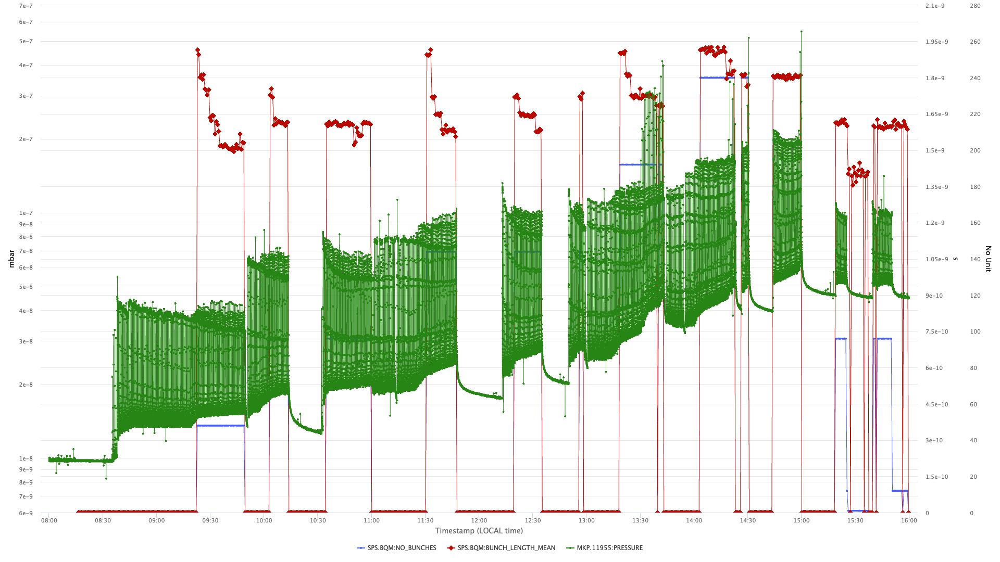 7e-7
6e-7
5e-7
4e-7
3e-7
2e-7
1e-7
9e-8
8e-8
7e-8
6e-8
5e-8
4e-8
3e-8
2e-8
1e-8
9e-9
8e-9
7e-9
6e-9
mbar
2.1e-9
1.95e-9
1.8e-9
1.65e-9
1.5e-9
1.35e-9
1.2e-9
1.05e-9
9e-10
7.5e-10
6e-10
4.5e-10
3e-10
1.5e-10
0
s
280
260
240
220
200
180
160
140
120
100
80
60
40
20
0
No Unit
08:00 08:30 09:00 09:30 10:00 10:30 11:00 11:30 12:00 12:30 13:00 13:30 14:00 14:30 15:00 15:30 16:00
Timestamp (LOCAL time)
SPS.BQM:NO_BUNCHES SPS.BQM:BUNCH_LENGTH_MEAN MKP.11955:PRESSURE